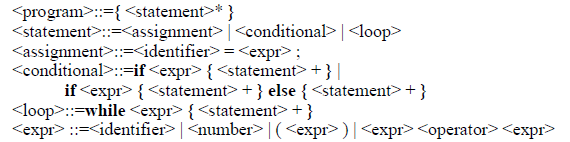 <program>::={ <statement>* }
<statement>::=<assignment> | <conditional> | <loop>
<assignment>::=<identifier> = <expr> ;
<conditional>::=if <expr> { <statement> + } |
if <expr> { <statement> + } else { <statement> + }
<loop>::=while <expr> { <statement> + }
<expr> ::=<identifier> | <number> | ( <expr> ) | <expr> <operator> <expr>